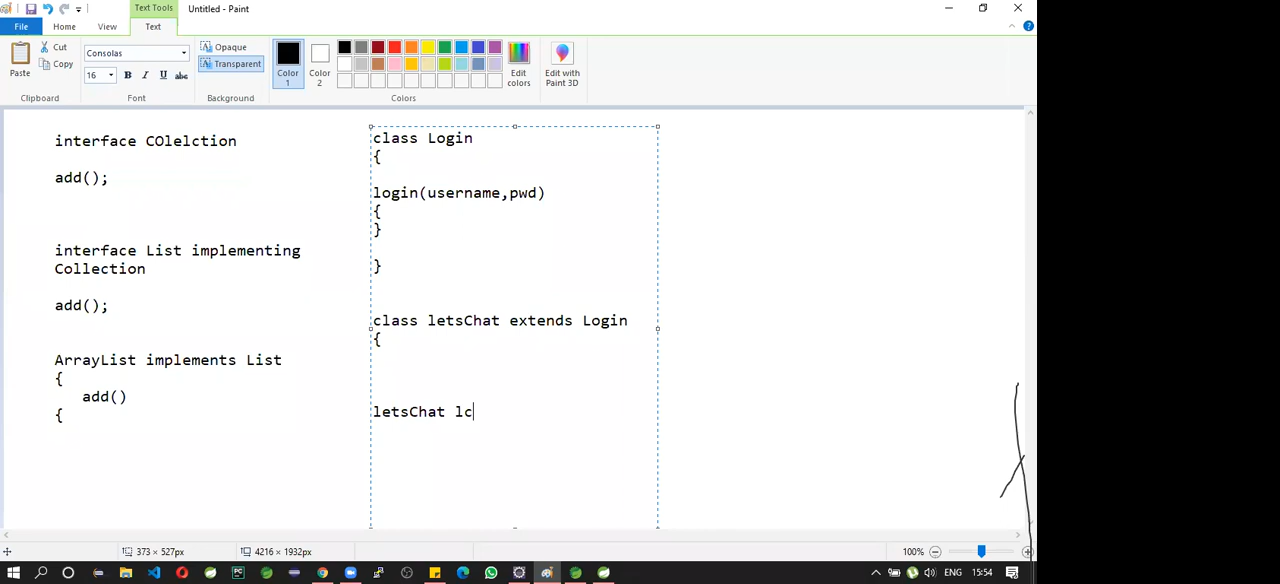 Text Tools
Untitled - Paint
File
Home
View
Text
Paste
Cut
Copy
Clipboard
Consolas
16
B
I
U
abc
Font
Opaque
Transparent
Background
Color
1
Color
2
Colors
Edit
colors
Edit with
Paint 3D
interface COlelction
add();
interface List implementing
Collection
add();
ArrayList implements List
{
add()
{
class Login
{
login(username,pwd)
{
}
}
class letsChat extends Login
{
letsChat lc
373 × 527px
4216 × 1932px
100%
PC
ENG
15:54